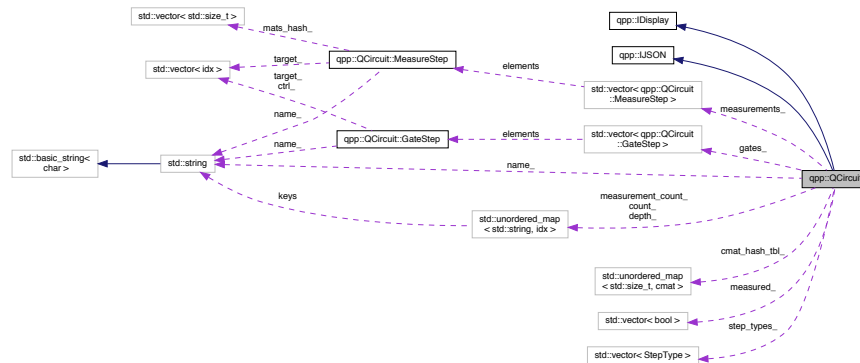 std::vector< std::size_t >
mats_hash_
qpp::IDisplay
qpp::IJSON
std::vector< idx >
target_
qpp::QCircuit::MeasureStep
elements
target_
ctrl_
std::vector< qpp::QCircuit
::MeasureStep >
measurements_
name_
qpp::QCircuit::GateStep
elements
std::vector< qpp::QCircuit
::GateStep >
gates_
name_
std::basic_string<
char >
std::string
name_
qpp::QCircuit
keys
std::unordered_map
< std::string, idx >
measurement_count_
count_
depth_
cmat_hash_tbl_
std::unordered_map
< std::size_t, cmat >
measured_
std::vector< bool >
step_types_
std::vector< StepType >